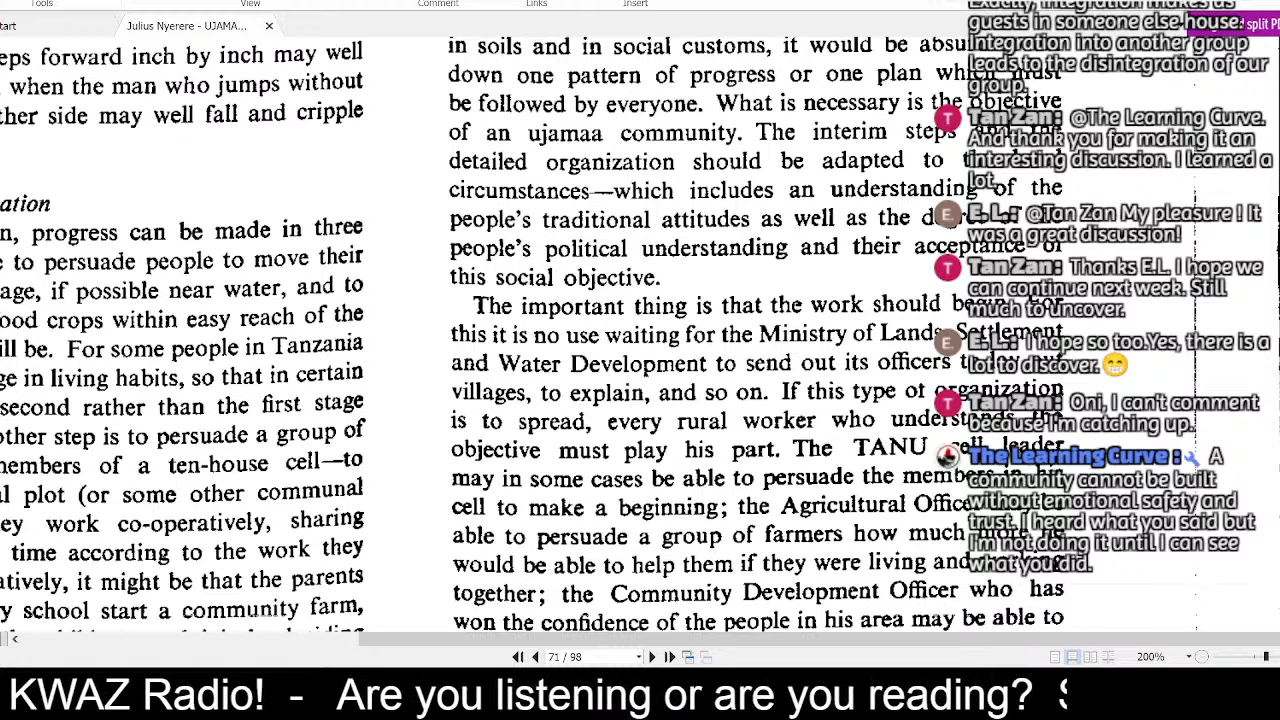 Tools
View
Comment
Links
Insert
tart
Julius Nyerere - UJAMA...
split
eps forward inch by inch may well
when the man who jumps without
ther side may well fall and cripple
ation
n, progress can be made in three
e to persuade people to move their
age, if possible near water, and to
ood crops within easy reach of the
ill be. For some people in Tanzania
ge in living habits, so that in certain
second rather than the first stage
other step is to persuade a group of
members of a ten-house cell—to
al plot (or some other communal
ey work co-operatively, sharing
time according to the work they
atively, it might be that the parents
ry school start a community farm,
in soils and in social customs, it would be absu
down one pattern of progress or one plan which must
be followed by everyone. What is necessary is the objective
of an ujamaa community. The interim steps and the
detailed organization should be adapted to
circumstances—which includes an understanding of the
people's traditional attitudes as well as the
people's political understanding and their acceptance of
this social objective.
The important thing is that the work should
this it is no use waiting for the Ministry of Lands, Settlement
and Water Development to send out its officers
villages, to explain, and so on. If this type of organization
is to spread, every rural worker who understands the
objective must play his part. The TANU cell leader
may in some cases be able to persuade the members in his
cell to make a beginning; the Agricultural
able to persuade a group of farmers how much more he
would be able to help them if they were living and
together; the Community Development Officer who has
won the confidence of the people in his area may be able to
Exactly, integration makes us
guests in someone else house.
Integration into another group
leads to the disintegration of our
group.
Tan Zan: @The Learning Curve.
And thank you for making it an
interesting discussion. I learned a
lot.
E. L.: @Tan Zan My pleasure ! It
was a great discussion!
Tan Zan: Thanks E.L. I hope we
can continue next week. Still
much to uncover.
E. L.: I hope so too.Yes, there is a
lot to discover.😁
Tan Zan: Oni, I can't comment
because I'm catching up.
The Learning Curve : A
community cannot be built
without emotional safety and
trust. I heard what you said but
I'm not doing it until I can see
what you did.
71 / 98
200%
KWAZ Radio! - Are you listening or are you reading?